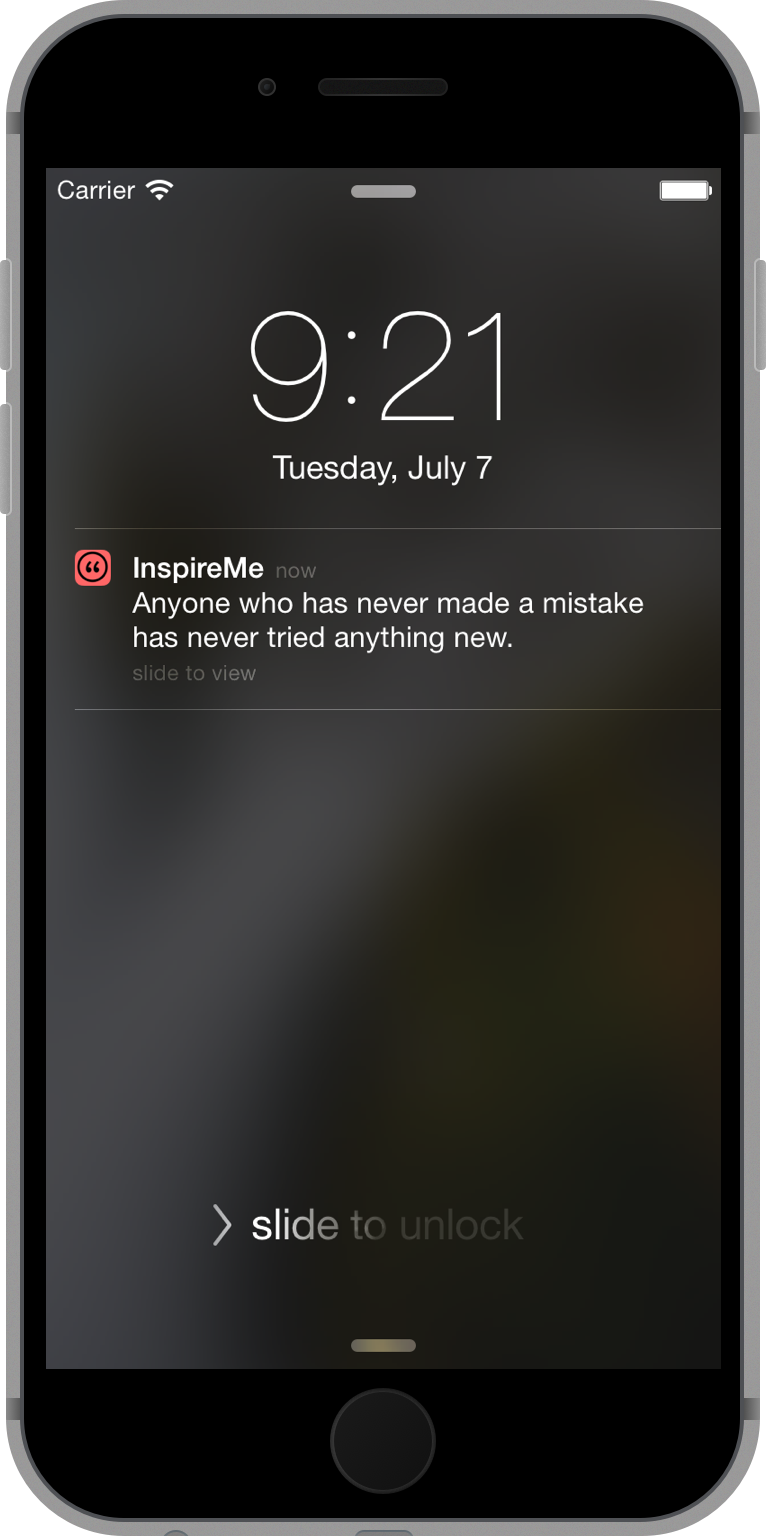 Carrier
9:21
Tuesday, July 7
InspireMe now
Anyone who has never made a mistake
has never tried anything new.
slide to view
slide to unlock